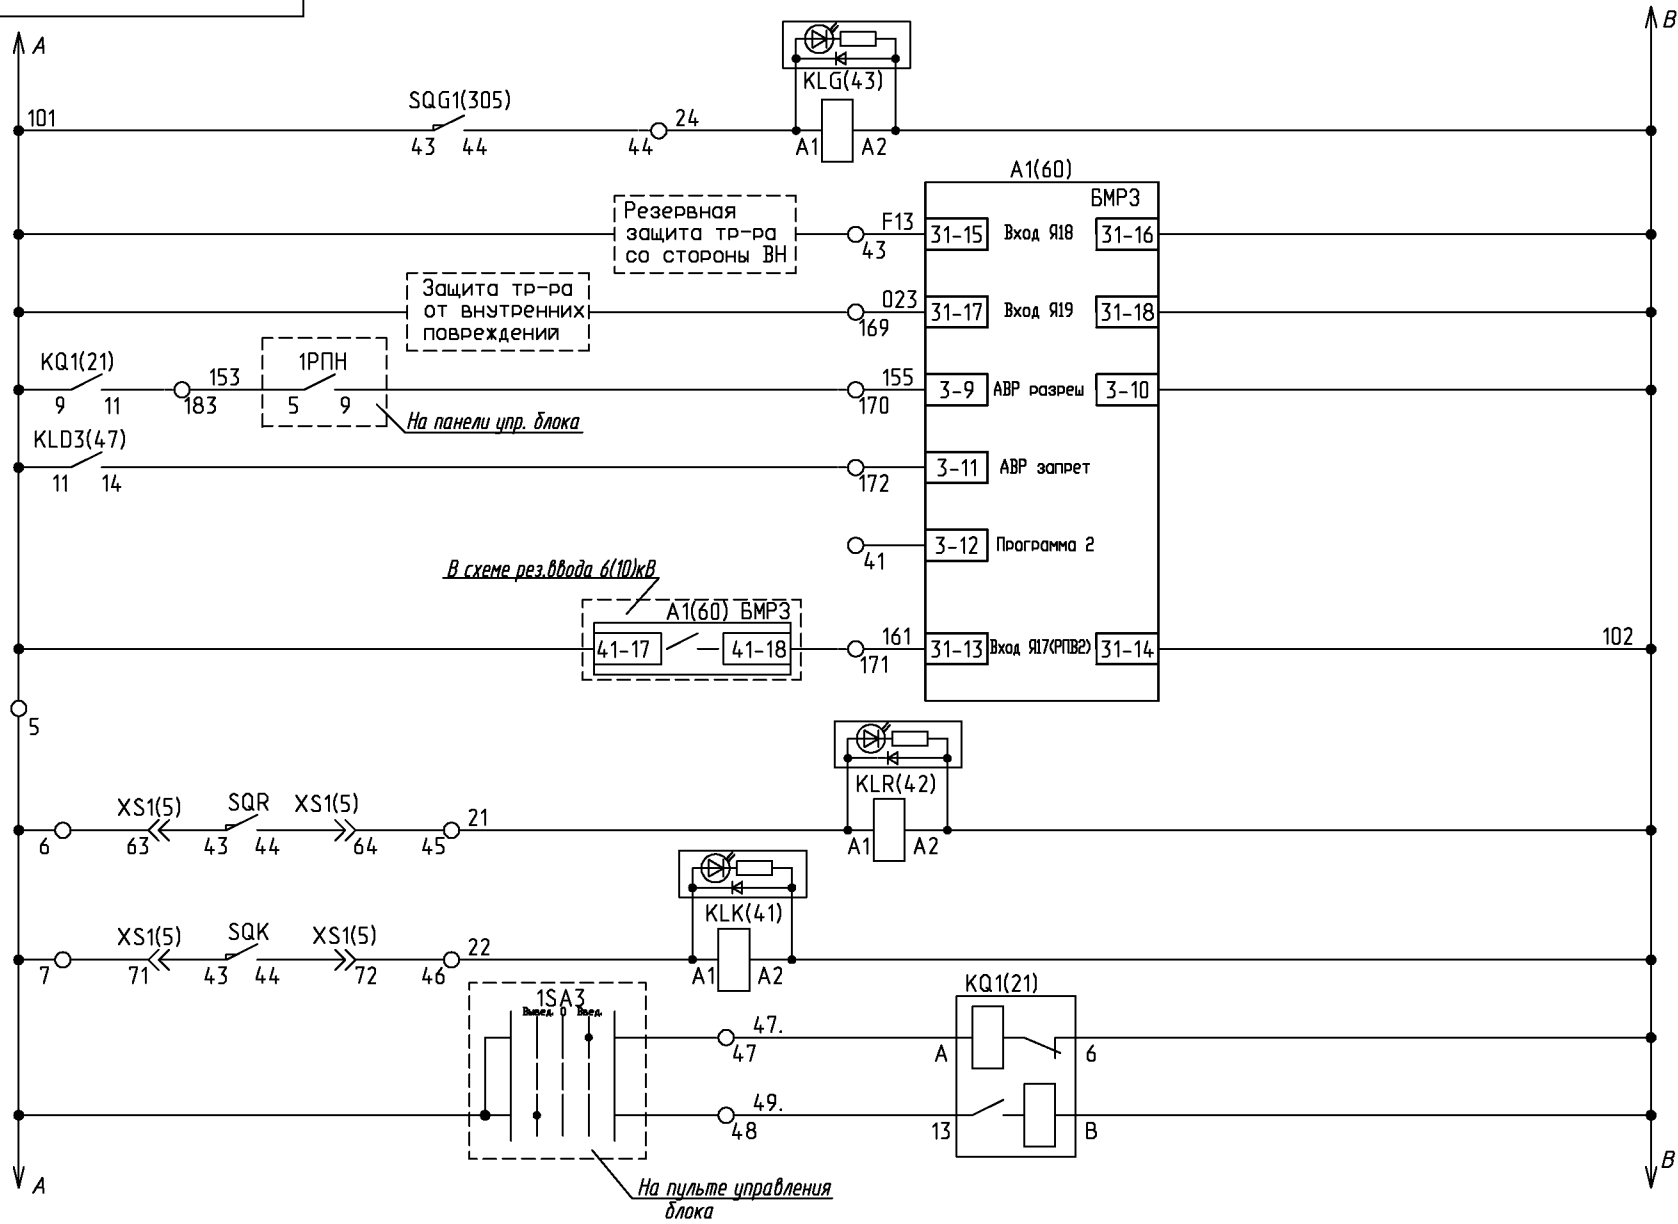 A
B
KLG(43)
SQG1(305)
101
43
44
44
24
A1
A2
A1(60)
БМРЗ
Резервная
защита тр-ра
со стороны ВН
F13
43
31-15
Вход Я18
31-16
Защита тр-ра
от внутренних
повреждений
023
169
31-17
Вход Я19
31-18
KQ1(21)
9
11
153
183
1РПН
5
9
155
170
3-9
АВР разреш
3-10
На панели упр. блока
KLD3(47)
11
14
172
3-11
АВР запрет
41
3-12
Программа 2
В схеме рез.ввода 6(10)кВ
A1(60) БМРЗ
41-17
41-18
161
171
31-13
Вход Я17(РПВ2)
31-14
102
5
KLR(42)
XS1(5)
SQR
XS1(5)
21
6
63
43
44
64
45
A1
A2
KLK(41)
XS1(5)
SQK
XS1(5)
22
7
71
43
44
72
46
A1
A2
1SA3
Вывед. 0 Введ.
KQ1(21)
47.
47
A
6
49.
48
13
B
На пульте управления
блока
A
B